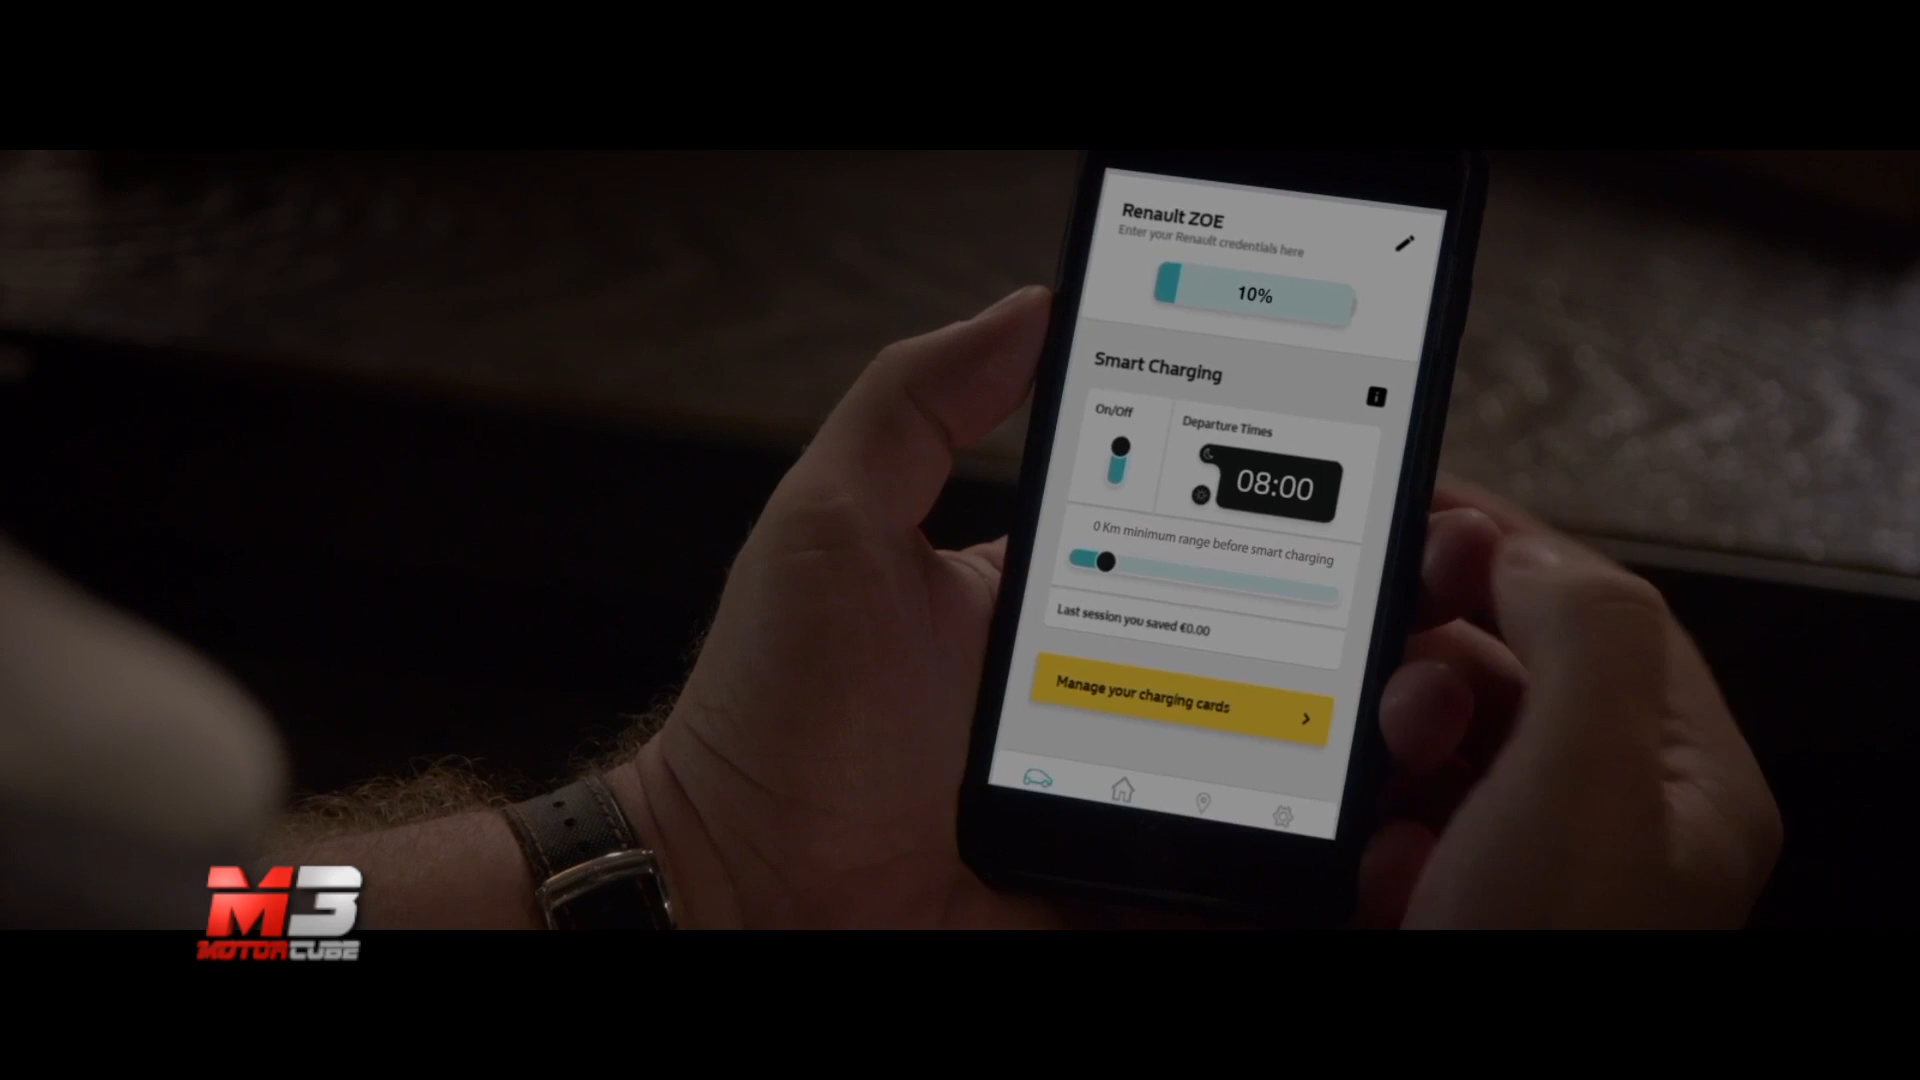 Renault ZOE
Enter your Renault credentials here
10%
Smart Charging
i
On/Off
Departure Times
08:00
0 Km minimum range before smart charging
Last session you saved €0.00
Manage your charging cards
M3
MOTORCUBE